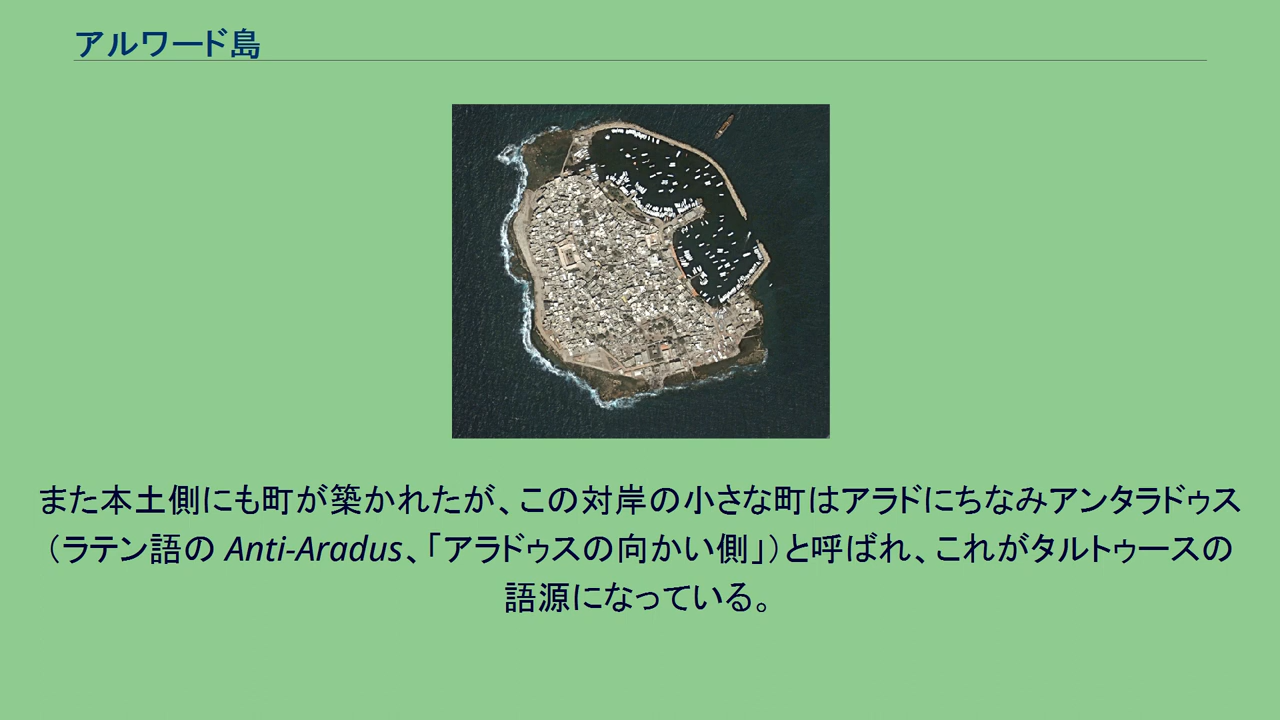 アルワード島
また本土側にも町が築かれたが、この対岸の小さな町はアラドにちなみアンタラドゥス
（ラテン語の Anti-Aradus、「アラドゥスの向かい側」）と呼ばれ、これがタルトゥースの
語源になっている。